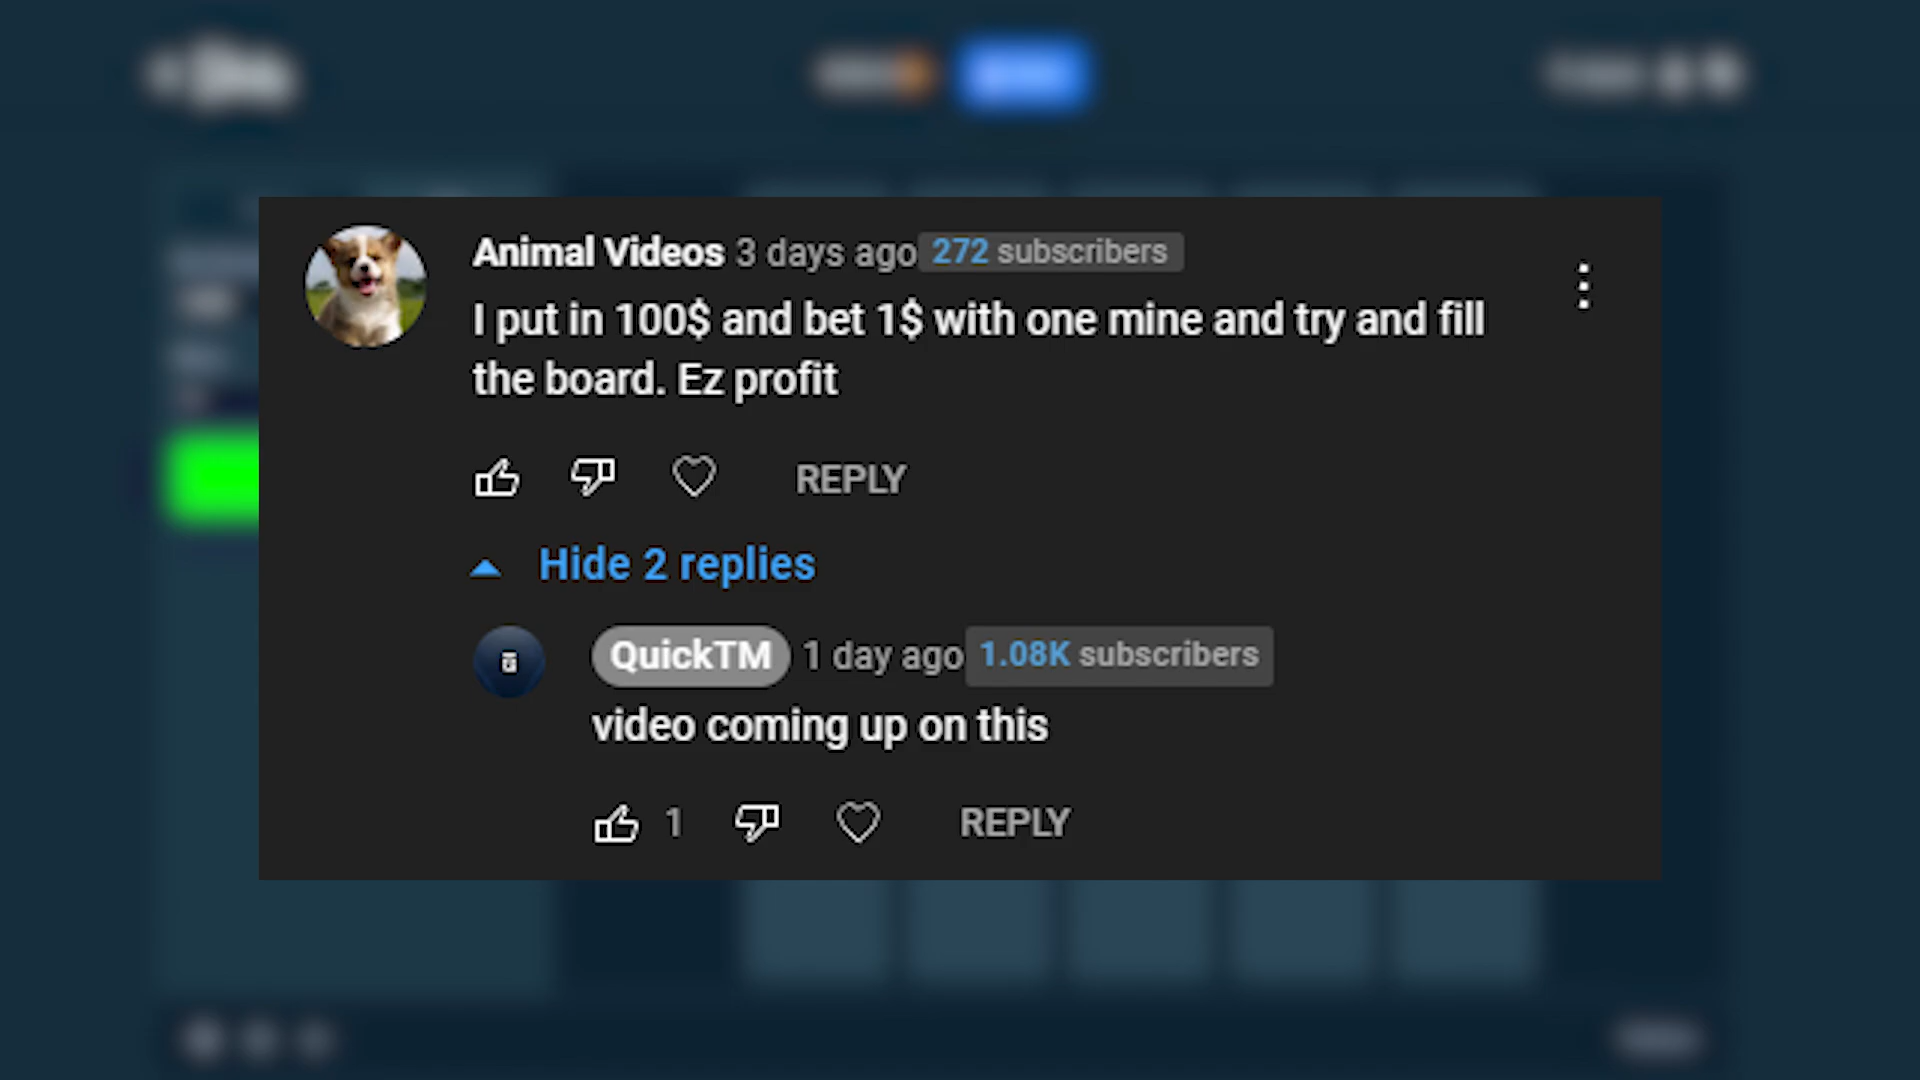 Animal Videos 3 days ago 272 subscribers
I put in 100$ and bet 1$ with one mine and try and fill
the board. Ez profit
REPLY
Hide 2 replies
QuickTM 1 day ago 1.08K subscribers
video coming up on this
1 REPLY